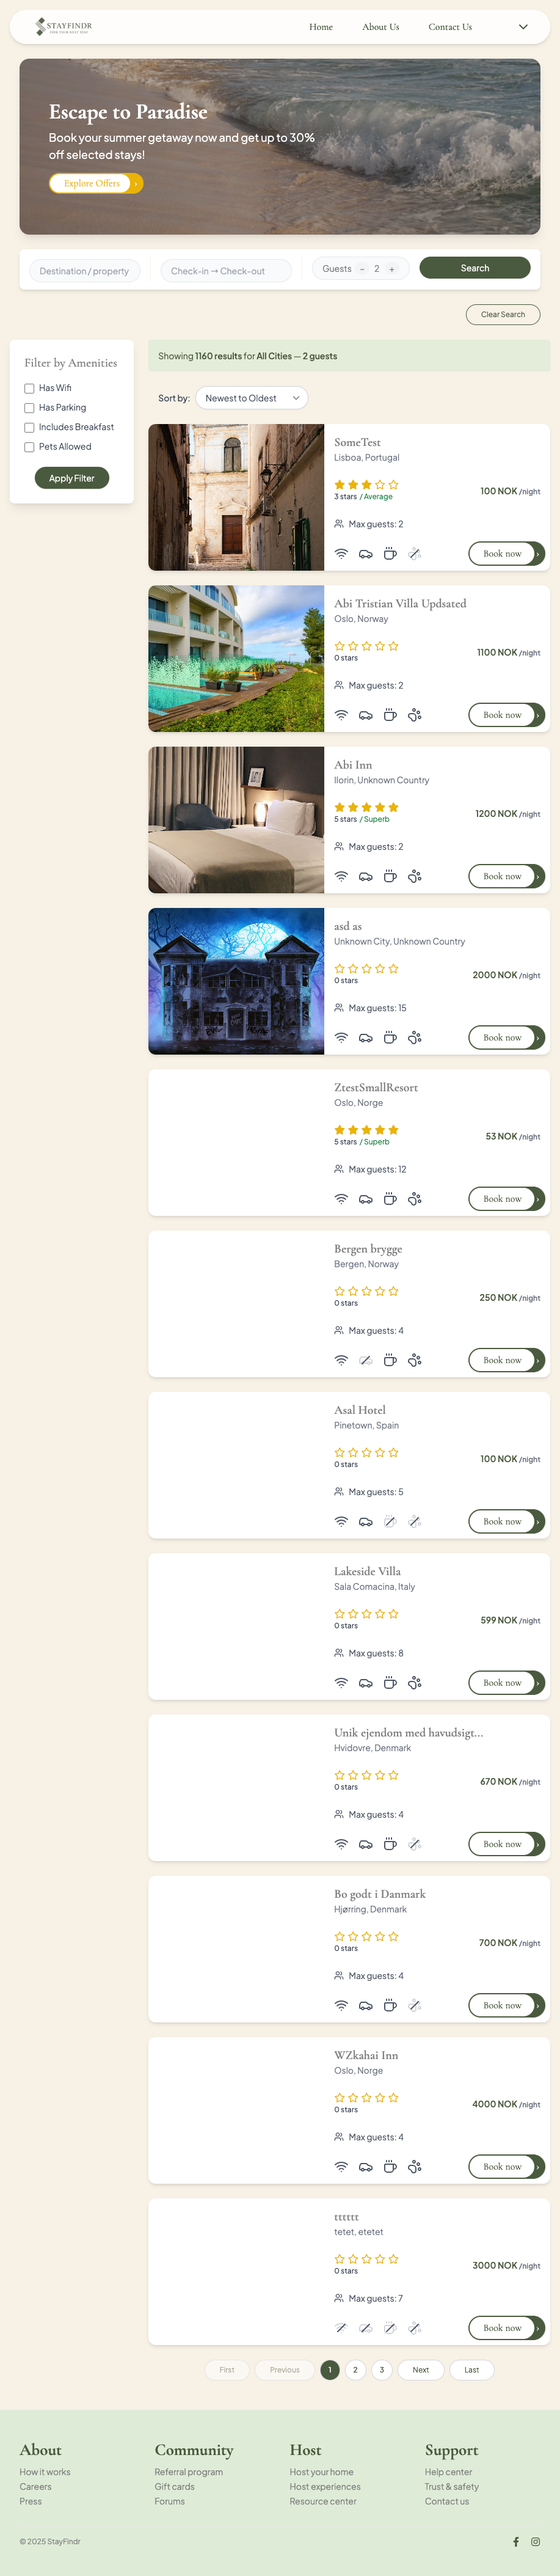 STAYFINDR
FIND YOUR NEXT STAY
Home
About Us
Contact Us
Escape to Paradise
Book your summer getaway now and get up to 30%
off selected stays!
Explore Offers ›
Destination / property
Check-in → Check-out
Guests − 2 +
Search
Clear Search
Filter by Amenities
Has Wifi
Has Parking
Includes Breakfast
Pets Allowed
Apply Filter
Showing 1160 results for All Cities — 2 guests
Sort by: Newest to Oldest
SomeTest
Lisboa, Portugal
3 stars / Average
100 NOK /night
Max guests: 2
Book now ›
Abi Tristian Villa Updsated
Oslo, Norway
0 stars
1100 NOK /night
Max guests: 2
Book now ›
Abi Inn
Ilorin, Unknown Country
5 stars / Superb
1200 NOK /night
Max guests: 2
Book now ›
asd as
Unknown City, Unknown Country
0 stars
2000 NOK /night
Max guests: 15
Book now ›
ZtestSmallResort
Oslo, Norge
5 stars / Superb
53 NOK /night
Max guests: 12
Book now ›
Bergen brygge
Bergen, Norway
0 stars
250 NOK /night
Max guests: 4
Book now ›
Asal Hotel
Pinetown, Spain
0 stars
100 NOK /night
Max guests: 5
Book now ›
Lakeside Villa
Sala Comacina, Italy
0 stars
599 NOK /night
Max guests: 8
Book now ›
Unik ejendom med havudsigt...
Hvidovre, Denmark
0 stars
670 NOK /night
Max guests: 4
Book now ›
Bo godt i Danmark
Hjørring, Denmark
0 stars
700 NOK /night
Max guests: 4
Book now ›
WZkahai Inn
Oslo, Norge
0 stars
4000 NOK /night
Max guests: 4
Book now ›
tttttt
tetet, etetet
0 stars
3000 NOK /night
Max guests: 7
Book now ›
First Previous 1 2 3 Next Last
About
How it works
Careers
Press
Community
Referral program
Gift cards
Forums
Host
Host your home
Host experiences
Resource center
Support
Help center
Trust & safety
Contact us
© 2025 StayFindr